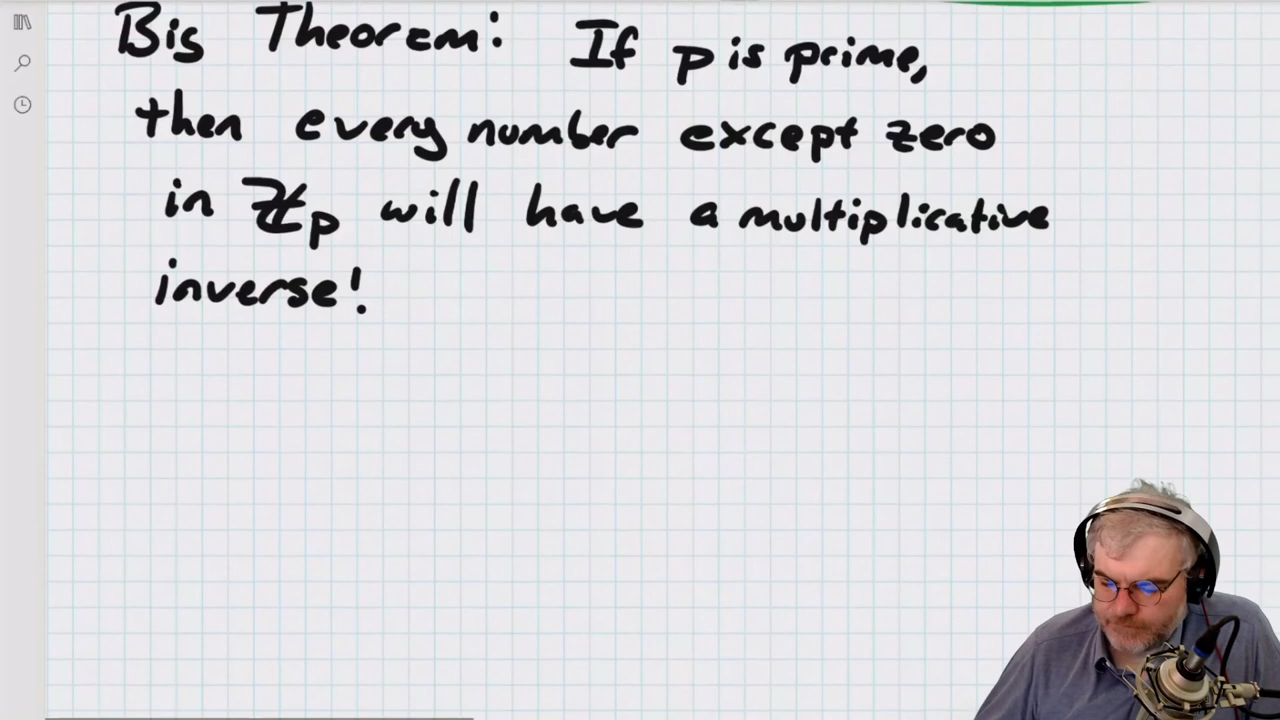 Big Theorem: If p is prime,
then every number except zero
in ℤp will have a multiplicative
inverse!